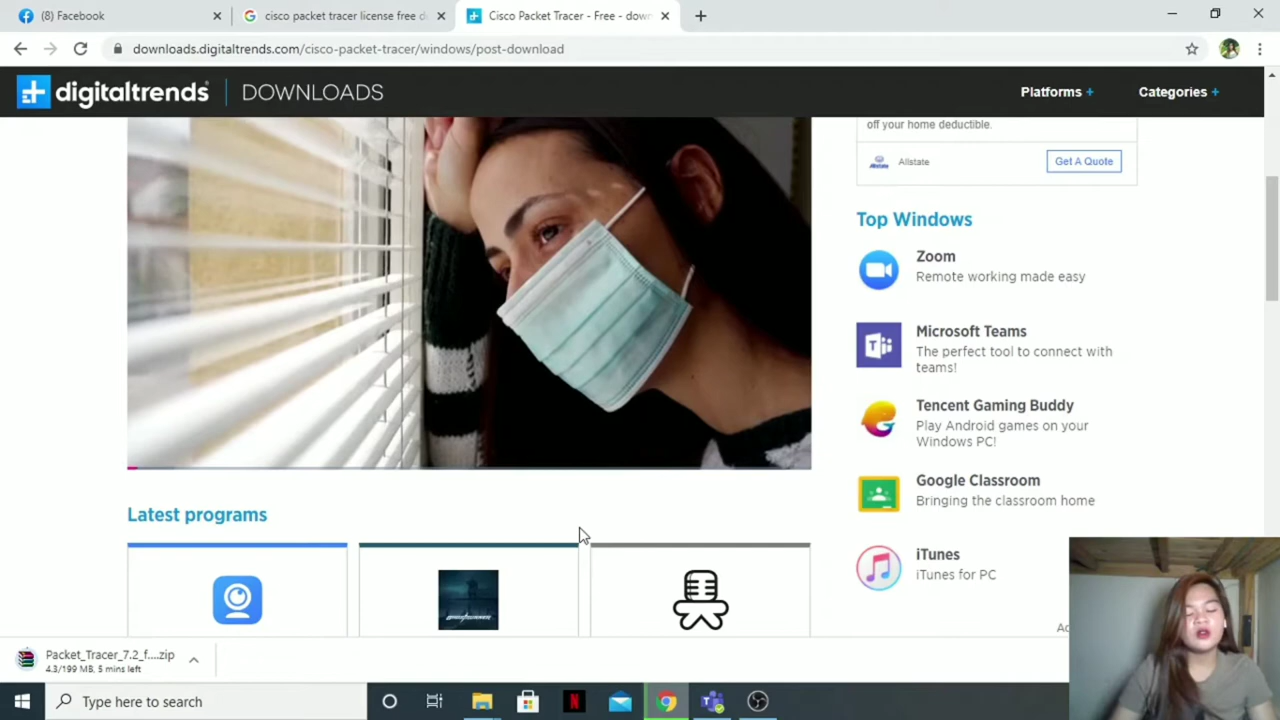 (8) Facebook
cisco packet tracer license free d
Cisco Packet Tracer - Free - down
downloads.digitaltrends.com/cisco-packet-tracer/windows/post-download
digitaltrends
DOWNLOADS
Platforms +
Categories +
off your home deductible.
Allstate
Get A Quote
Top Windows
Zoom
Remote working made easy
Microsoft Teams
The perfect tool to connect with
teams!
Tencent Gaming Buddy
Play Android games on your
Windows PC!
Google Classroom
Bringing the classroom home
iTunes
iTunes for PC
Latest programs
Packet_Tracer_7.2_f....zip
4.3/199 MB, 5 mins left
Type here to search